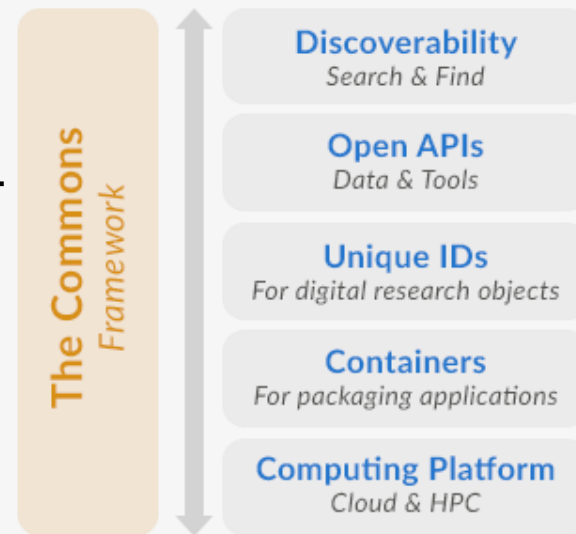 The Commons
Framework
Discoverability
Search & Find
Open APIs
Data & Tools
Unique IDs
For digital research objects
Containers
For packaging applications
Computing Platform
Cloud & HPC